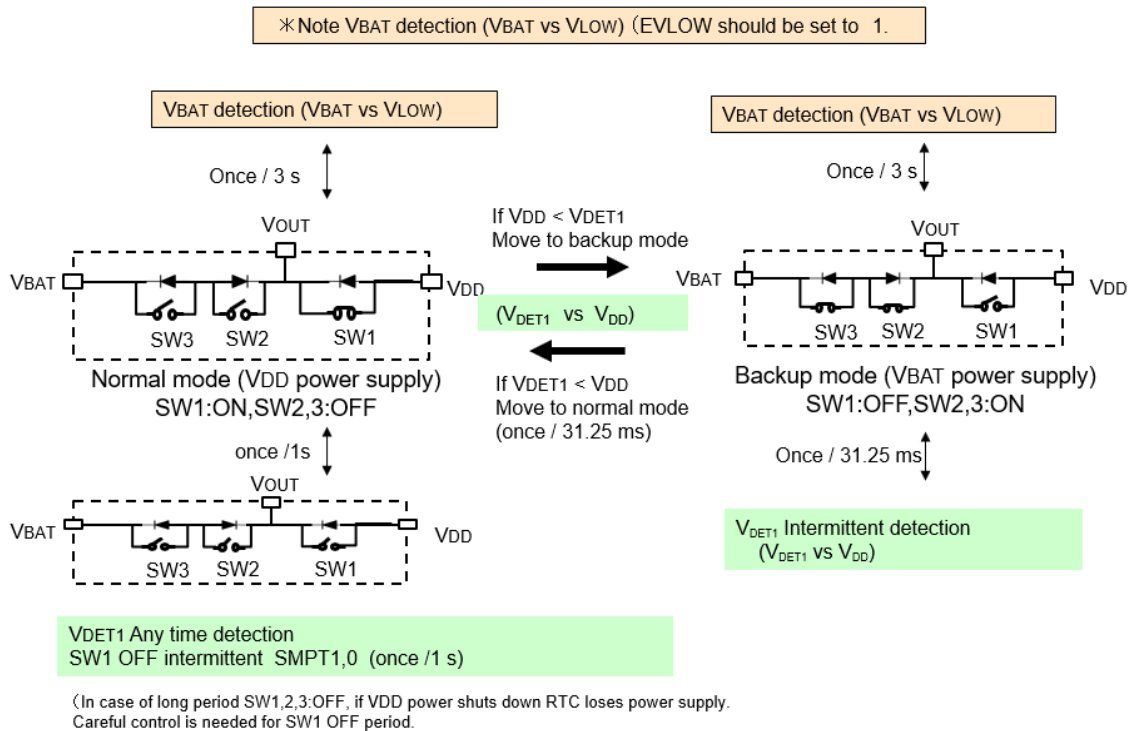 ＊Note VBAT detection (VBAT vs VLOW) (EVLOW should be set to 1.
VBAT detection (VBAT vs VLOW)
Once / 3 s
VOUT
VBAT
VDD
SW3
SW2
SW1
Normal mode (VDD power supply)
SW1:ON,SW2,3:OFF
once /1s
VOUT
VBAT
VDD
SW3
SW2
SW1
VDET1 Any time detection
SW1 OFF intermittent SMPT1,0 (once /1 s)
(In case of long period SW1,2,3:OFF, if VDD power shuts down RTC loses power supply.
Careful control is needed for SW1 OFF period.
If VDD < VDET1
Move to backup mode
(VDET1 vs VDD)
If VDET1 < VDD
Move to normal mode
(once / 31.25 ms)
VBAT detection (VBAT vs VLOW)
Once / 3 s
VOUT
VBAT
VDD
SW3
SW2
SW1
Backup mode (VBAT power supply)
SW1:OFF,SW2,3:ON
Once / 31.25 ms
VDET1 Intermittent detection
(VDET1 vs VDD)